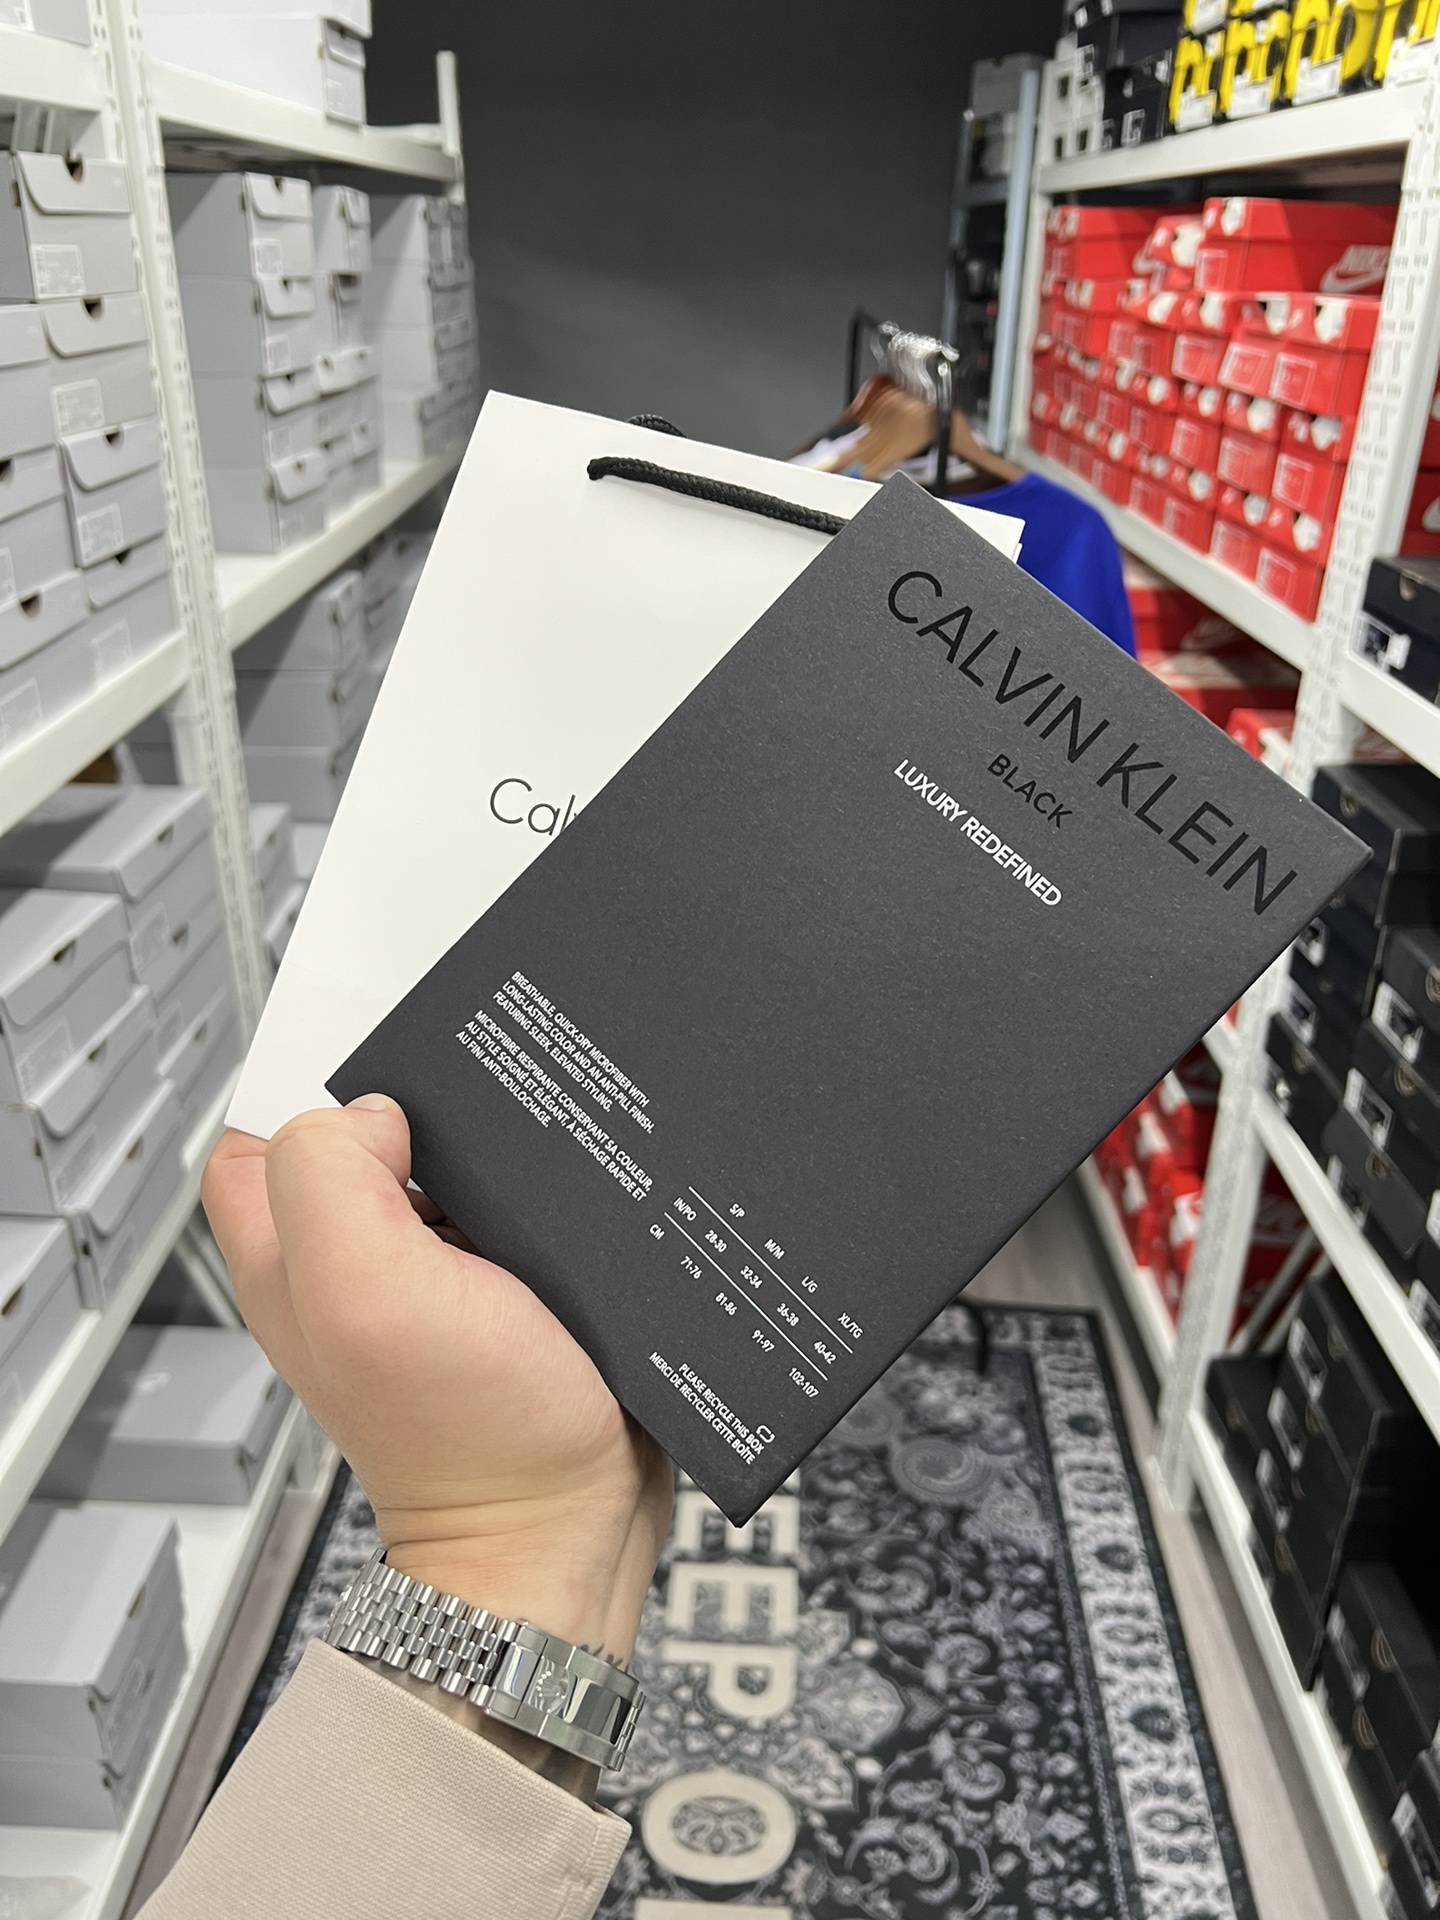 Cal
CALVIN KLEIN
BLACK
LUXURY REDEFINED
BREATHABLE, QUICK-DRY MICROFIBER WITH
LONG-LASTING COLOR AND AN ANTI-PILL FINISH.
FEATURING SLEEK, ELEVATED STYLING.
MICROFIBRE RESPIRANTE CONSERVANT SA COULEUR,
AU STYLE SOIGNÉ ET ÉLÉGANT, À SÉCHAGE RAPIDE ET
AU FINI ANTI-BOULOCHAGE.
S/P M/M L/G XL/TG
IN/PO 28-30 32-34 36-38 40-42
CM 71-76 81-86 91-97 102-107
PLEASE RECYCLE THIS BOX
MERCI DE RECYCLER CETTE BOÎTE
NIKE
EEP
O